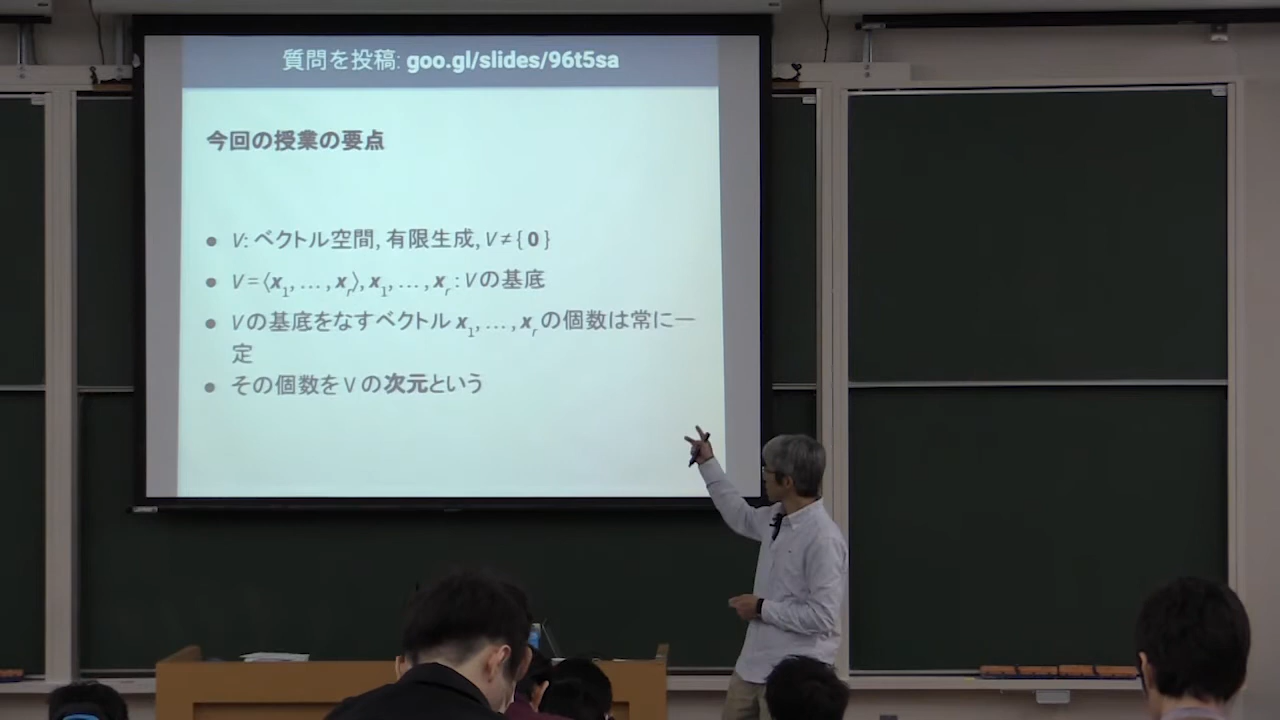 質問を投稿: goo.gl/slides/96t5sa
今回の授業の要点
● V: ベクトル空間, 有限生成, V ≠ { 0 }
● V = ⟨x₁, … , xᵣ⟩, x₁, … , xᵣ : V の基底
● V の基底をなすベクトル x₁, … , xᵣ の個数は常に一
定
● その個数を V の次元という